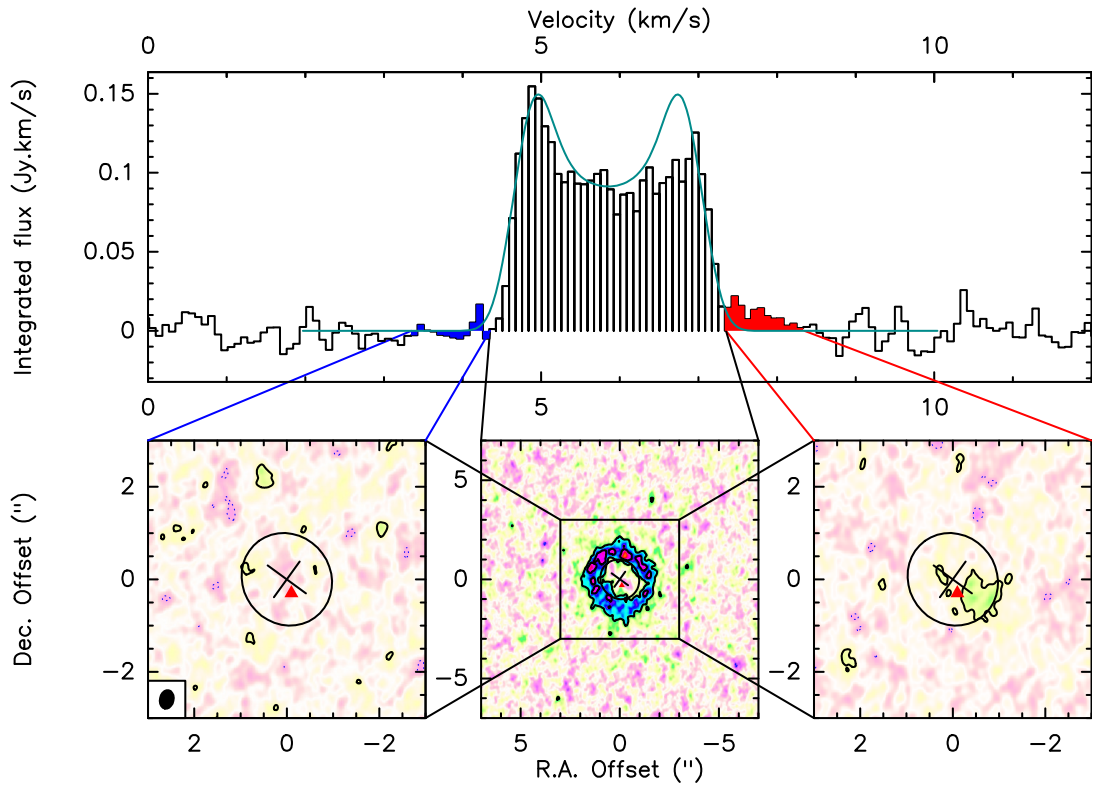 Velocity (km/s)
0 5 10
Integrated flux (Jy.km/s)
0.15
0.1
0.05
0
0 5 10
Dec. Offset (")
2
0
−2
5
0
−5
2
0
−2
2 0 −2 5 0 −5 2 0 −2
R.A. Offset (")